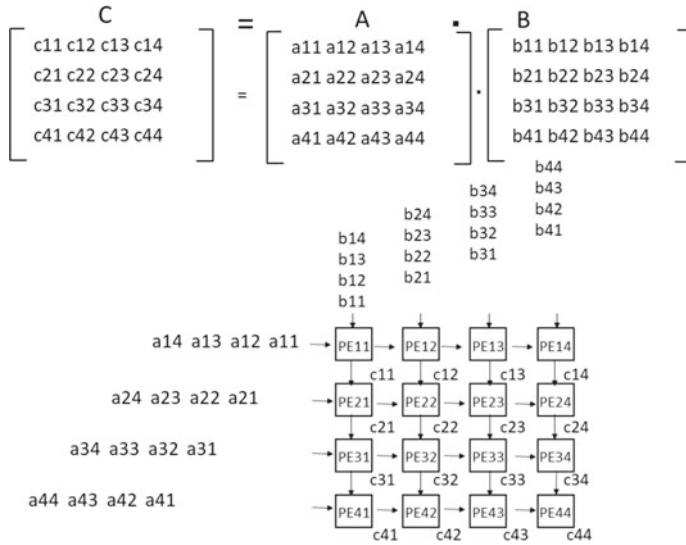 C = A · B
c11 c12 c13 c14
c21 c22 c23 c24
c31 c32 c33 c34
c41 c42 c43 c44
=
a11 a12 a13 a14
a21 a22 a23 a24
a31 a32 a33 a34
a41 a42 a43 a44
·
b11 b12 b13 b14
b21 b22 b23 b24
b31 b32 b33 b34
b41 b42 b43 b44
b14
b13
b12
b11
b24
b23
b22
b21
b34
b33
b32
b31
b44
b43
b42
b41
a14 a13 a12 a11
PE11 PE12 PE13 PE14
c11 c12 c13 c14
a24 a23 a22 a21
PE21 PE22 PE23 PE24
c21 c22 c23 c24
a34 a33 a32 a31
PE31 PE32 PE33 PE34
c31 c32 c33 c34
a44 a43 a42 a41
PE41 PE42 PE43 PE44
c41 c42 c43 c44